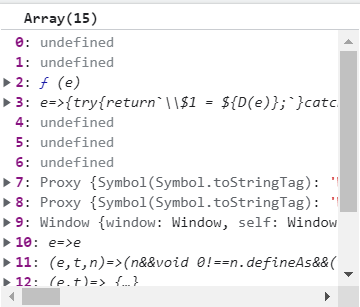 Array(15)
0: undefined
1: undefined
2: ƒ (e)
3: e=>{try{return`\\$1 = ${D(e)};`}catc
4: undefined
5: undefined
6: undefined
7: Proxy {Symbol(Symbol.toStringTag): '
8: Proxy {Symbol(Symbol.toStringTag): '
9: Window {window: Window, self: Window
10: e=>e
11: (e,t,n)=>(n&&void 0!==n.defineAs&&(
12: (e,t)=> {…}